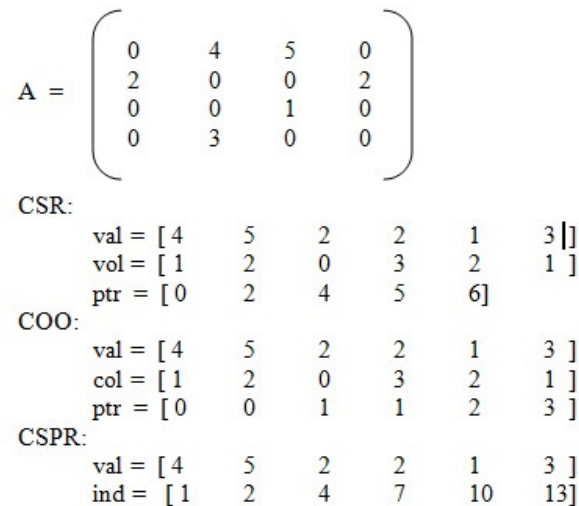 0 4 5 0
2 0 0 2
A =
0 0 1 0
0 3 0 0
CSR:
val = [ 4 5 2 2 1 3 ]
vol = [ 1 2 0 3 2 1 ]
ptr = [ 0 2 4 5 6]
COO:
val = [ 4 5 2 2 1 3 ]
col = [ 1 2 0 3 2 1 ]
ptr = [ 0 0 1 1 2 3 ]
CSPR:
val = [ 4 5 2 2 1 3 ]
ind = [ 1 2 4 7 10 13]